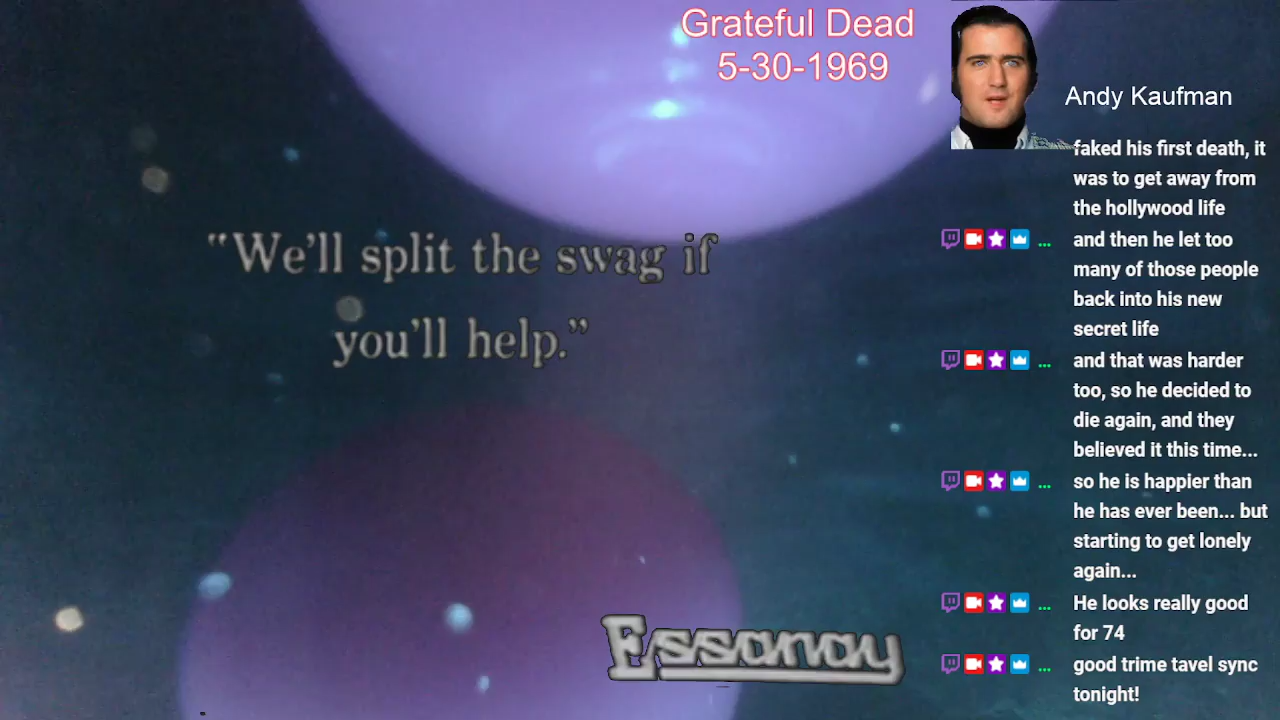 Grateful Dead
5-30-1969
Andy Kaufman
"We'll split the swag if
you'll help."
Essanay
faked his first death, it
was to get away from
the hollywood life
... and then he let too
many of those people
back into his new
secret life
... and that was harder
too, so he decided to
die again, and they
believed it this time...
... so he is happier than
he has ever been... but
starting to get lonely
again...
... He looks really good
for 74
... good trime tavel sync
tonight!